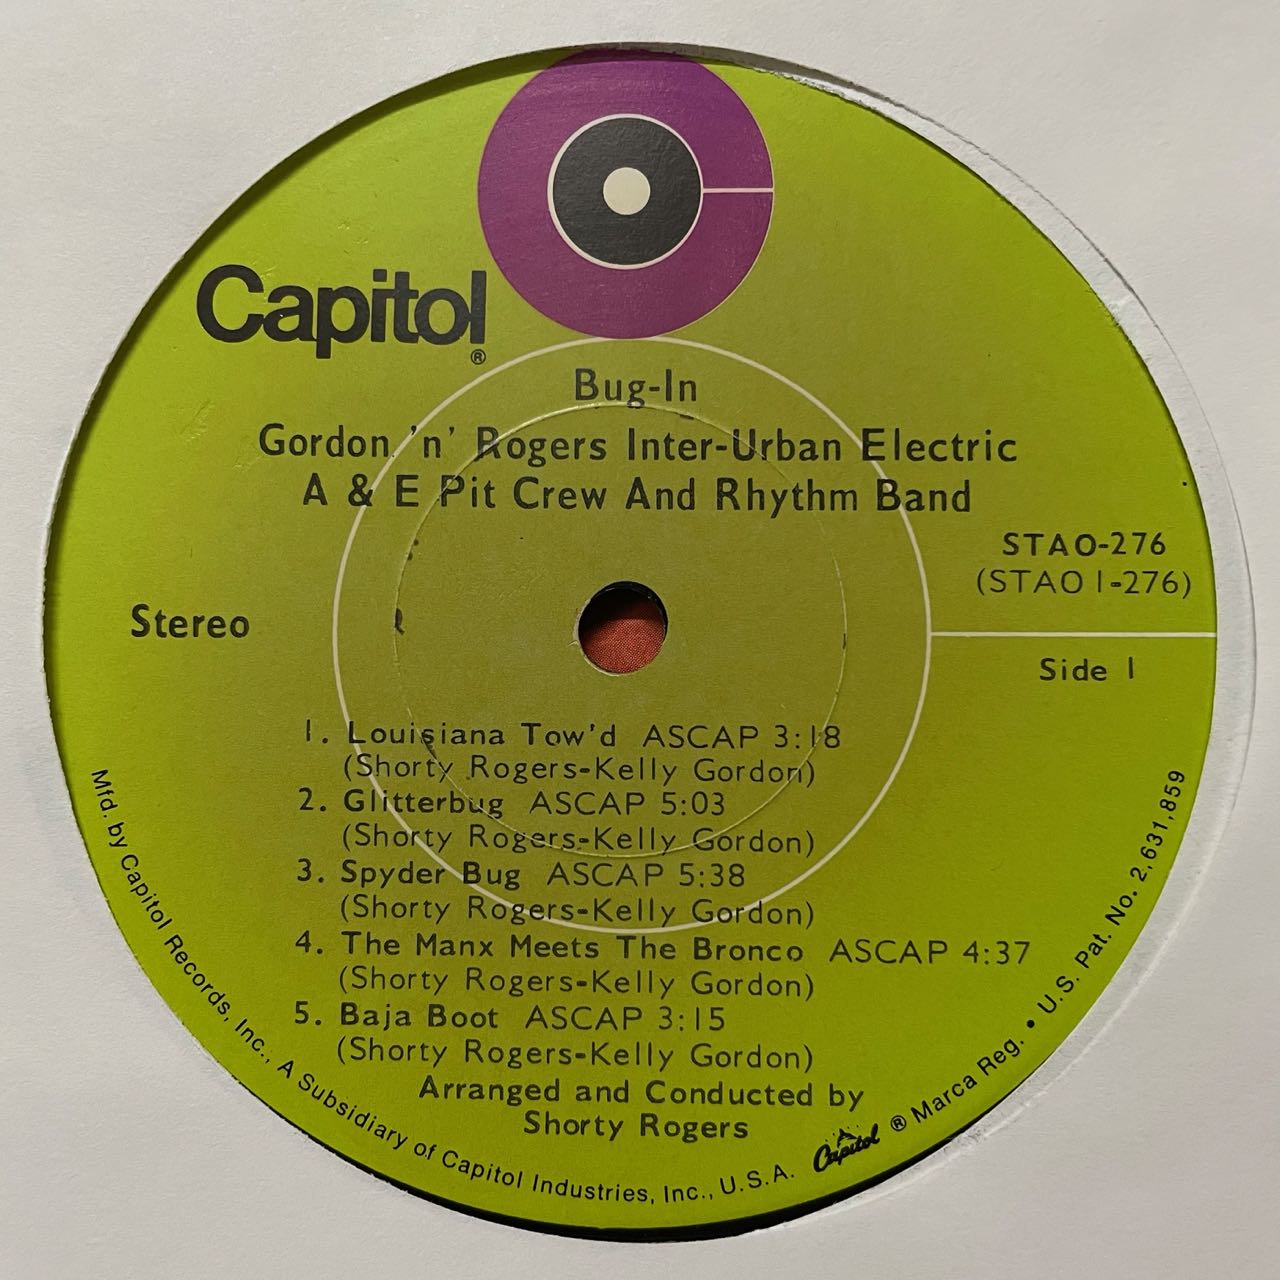 Capitol®
Bug-In
Gordon 'n' Rogers Inter-Urban Electric
A & E Pit Crew And Rhythm Band
STAO-276
(STAO 1-276)
Stereo
Side 1
1. Louisiana Tow'd ASCAP 3:18
(Shorty Rogers-Kelly Gordon)
2. Glitterbug ASCAP 5:03
(Shorty Rogers-Kelly Gordon)
3. Spyder Bug ASCAP 5:38
(Shorty Rogers-Kelly Gordon)
4. The Manx Meets The Bronco ASCAP 4:37
(Shorty Rogers-Kelly Gordon)
5. Baja Boot ASCAP 3:15
(Shorty Rogers-Kelly Gordon)
Arranged and Conducted by
Shorty Rogers
Mfd. by Capitol Records, Inc., A Subsidiary of Capitol Industries, Inc., U.S.A. Capitol ® Marca Reg. • U.S. Pat. No. 2,631,859